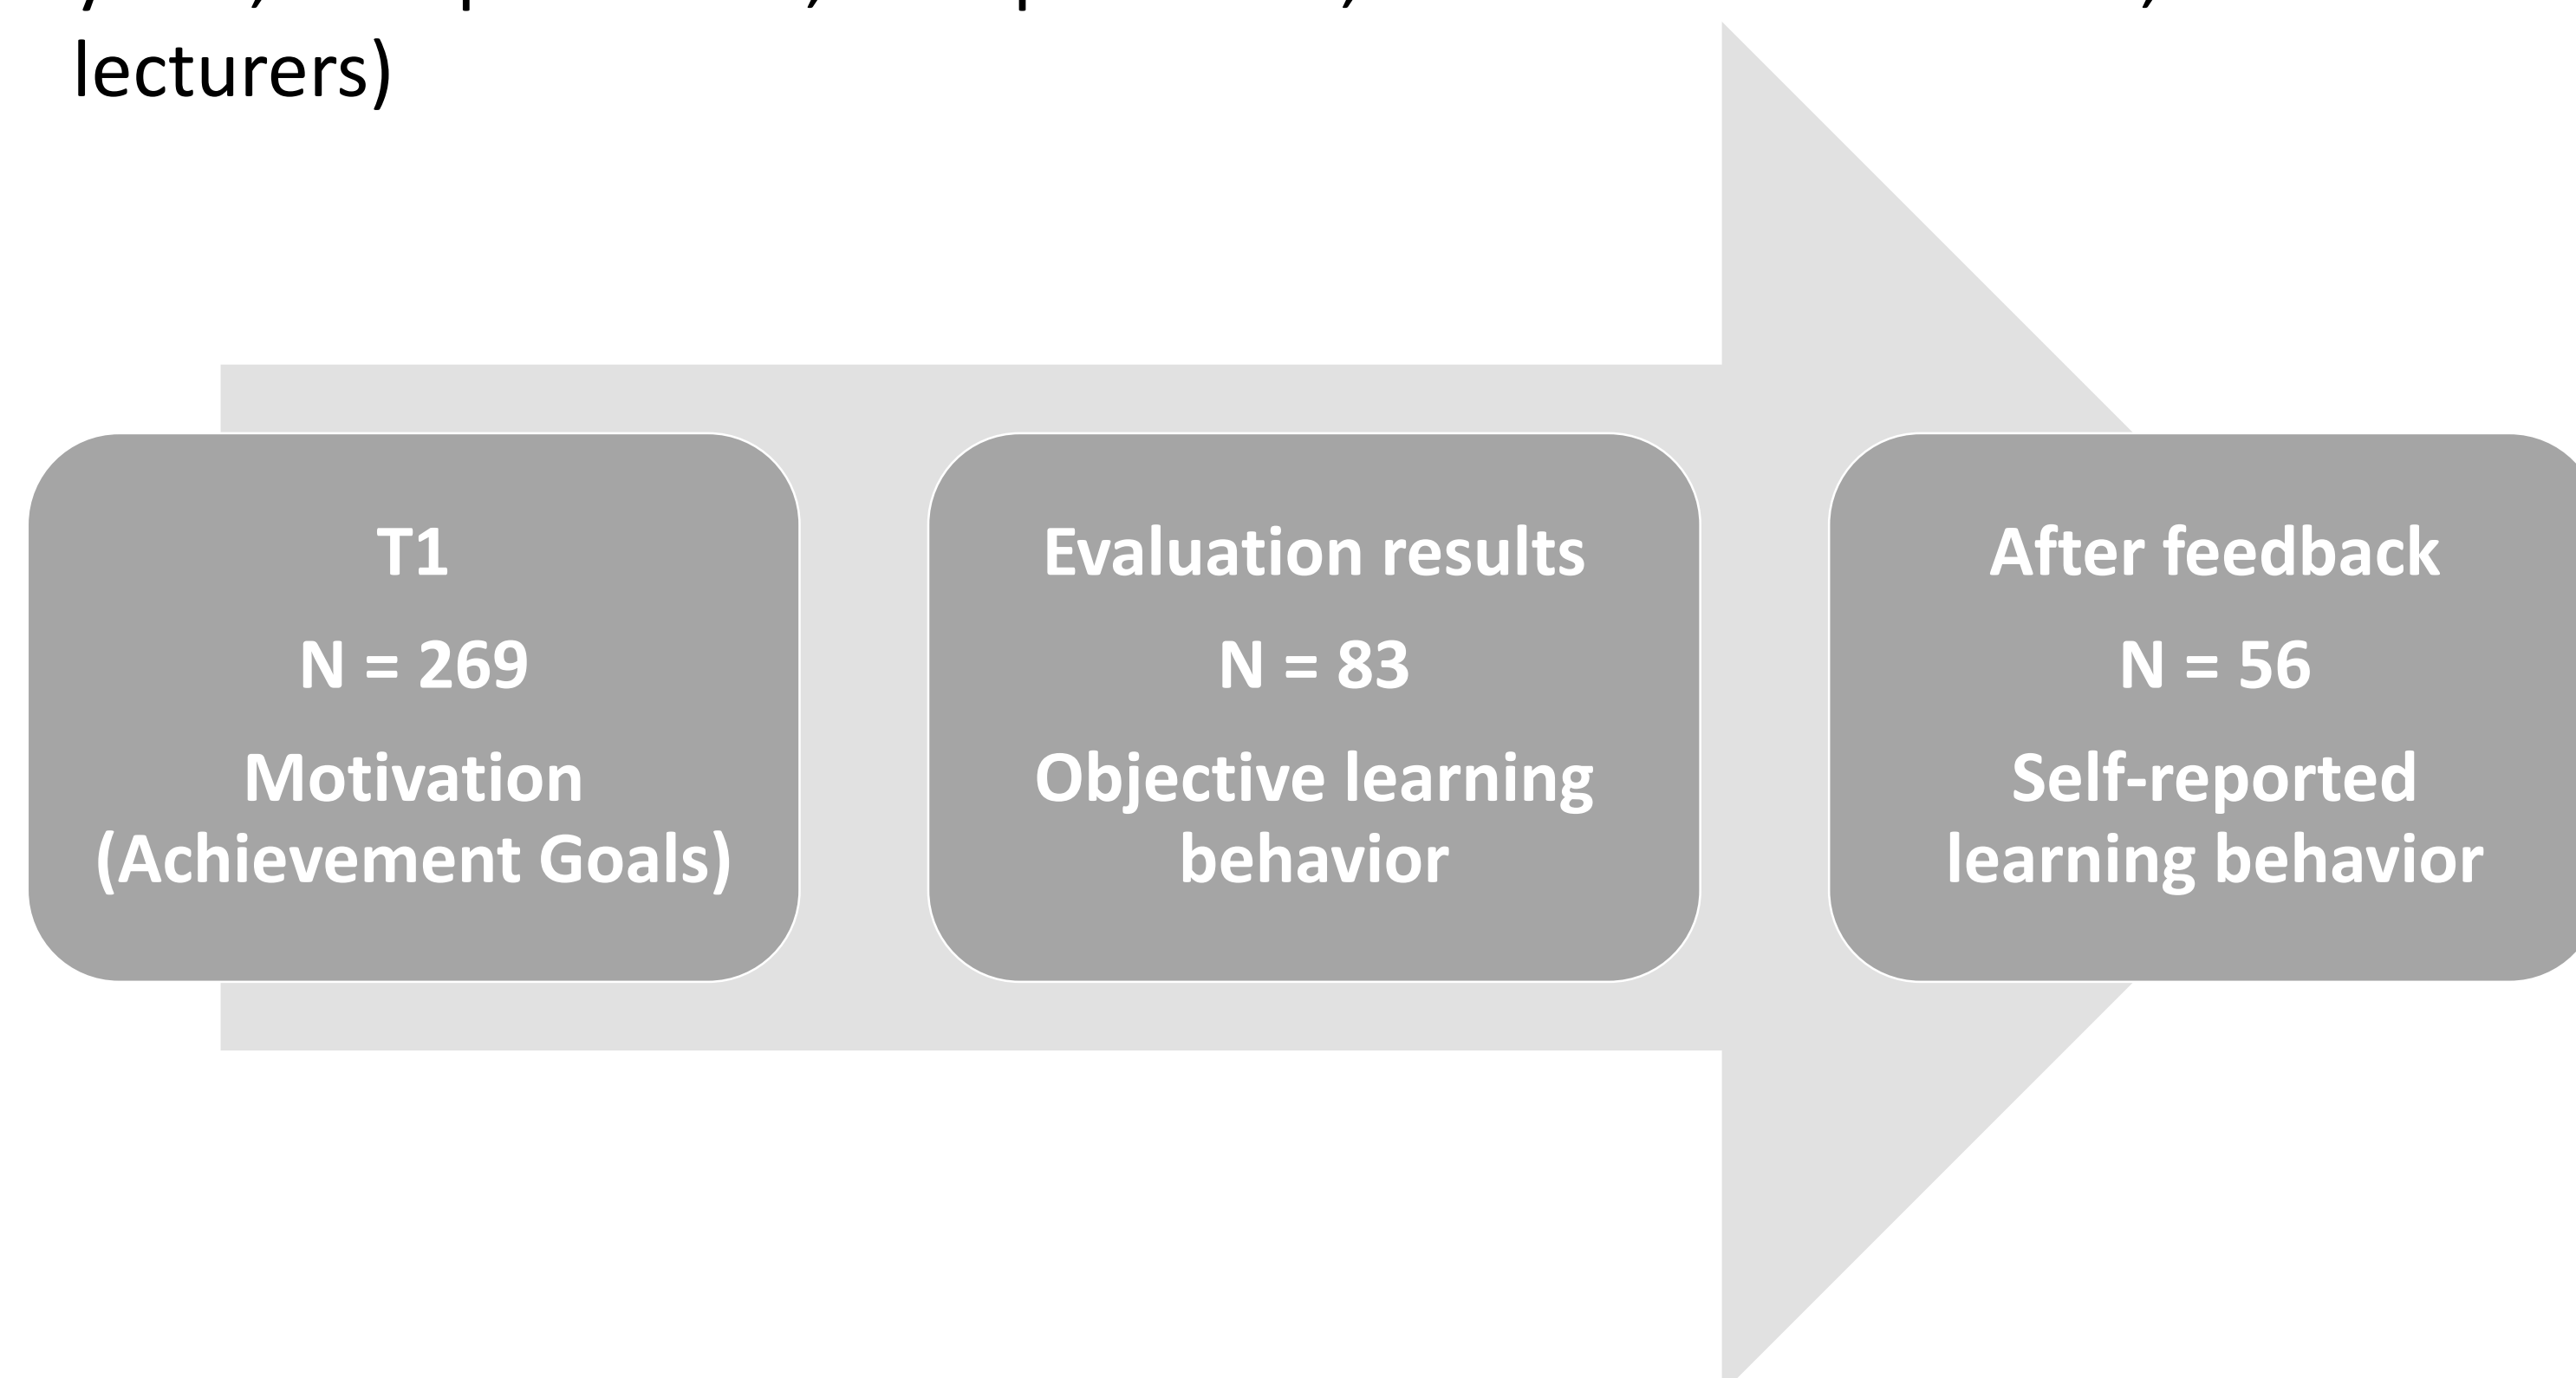 lecturers)
T1
N = 269
Motivation
(Achievement Goals)
Evaluation results
N = 83
Objective learning
behavior
After feedback
N = 56
Self-reported
learning behavior